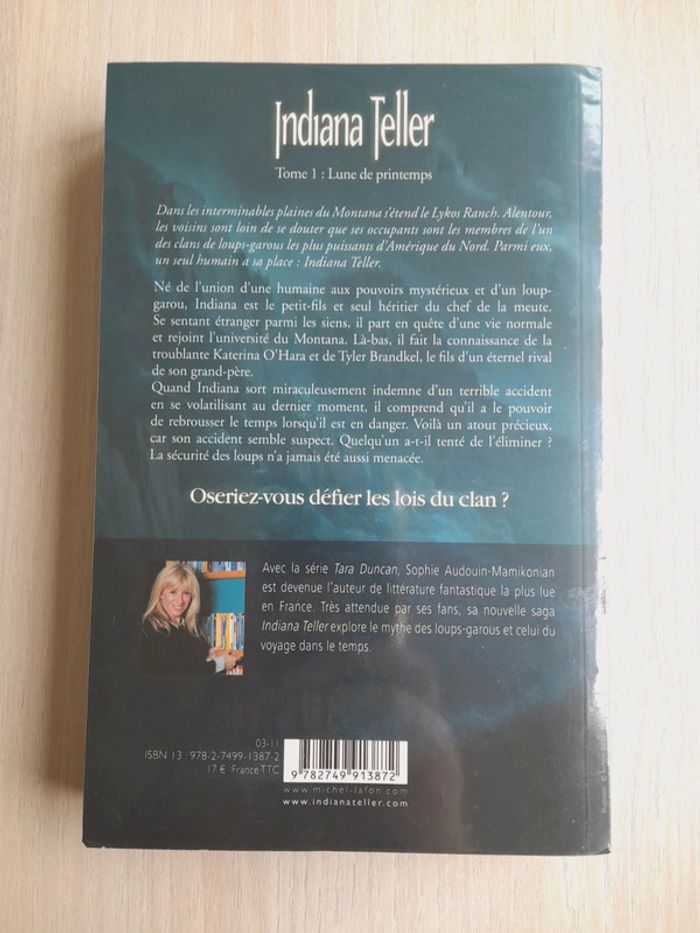 Indiana Teller
Tome 1 : Lune de printemps
Dans les interminables plaines du Montana s'étend le Lykos Ranch. Alentour,
les voisins sont loin de se douter que ses occupants sont les membres de l'un
des clans de loups-garous les plus puissants d'Amérique du Nord. Parmi eux,
un seul humain a sa place : Indiana Teller.
Né de l'union d'une humaine aux pouvoirs mystérieux et d'un loup-
garou, Indiana est le petit-fils et seul héritier du chef de la meute.
Se sentant étranger parmi les siens, il part en quête d'une vie normale
et rejoint l'université du Montana. Là-bas, il fait la connaissance de la
troublante Katerina O'Hara et de Tyler Brandkel, le fils d'un éternel rival
de son grand-père.
Quand Indiana sort miraculeusement indemne d'un terrible accident
en se volatilisant au dernier moment, il comprend qu'il a le pouvoir
de rebrousser le temps lorsqu'il est en danger. Voilà un atout précieux,
car son accident semble suspect. Quelqu'un a-t-il tenté de l'éliminer ?
La sécurité des loups n'a jamais été aussi menacée.
Oseriez-vous défier les lois du clan ?
Avec la série Tara Duncan, Sophie Audouin-Mamikonian
est devenue l'auteur de littérature fantastique la plus lue
en France. Très attendue par ses fans, sa nouvelle saga
Indiana Teller explore le mythe des loups-garous et celui du
voyage dans le temps.
03-11
ISBN 13 : 978-2-7499-1387-2
17 € France TTC
9 782749 913872
www.michel-lafon.com
www.indianateller.com